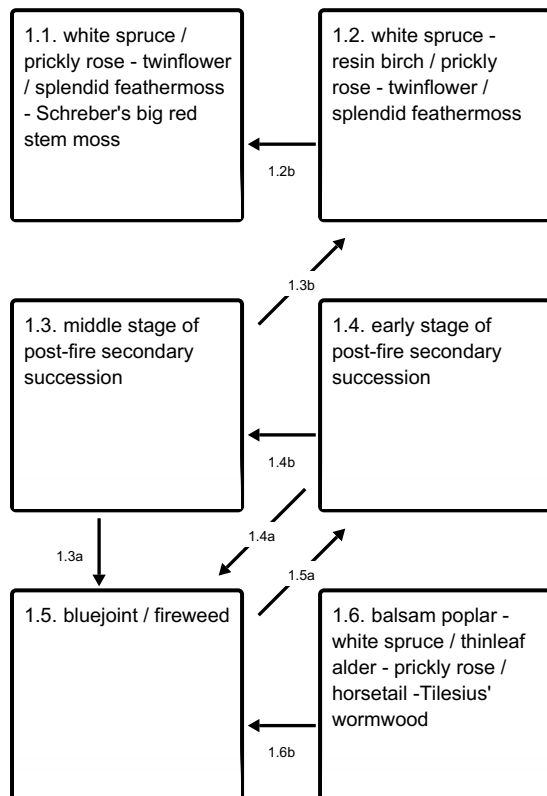 1.1. white spruce /
prickly rose - twinflower
/ splendid feathermoss
- Schreber's big red
stem moss
1.2. white spruce -
resin birch / prickly
rose - twinflower /
splendid feathermoss
1.2b
1.3b
1.3. middle stage of
post-fire secondary
succession
1.4. early stage of
post-fire secondary
succession
1.4b
1.3a
1.4a
1.5a
1.5. bluejoint / fireweed
1.6. balsam poplar -
white spruce / thinleaf
alder - prickly rose /
horsetail -Tilesius'
wormwood
1.6b